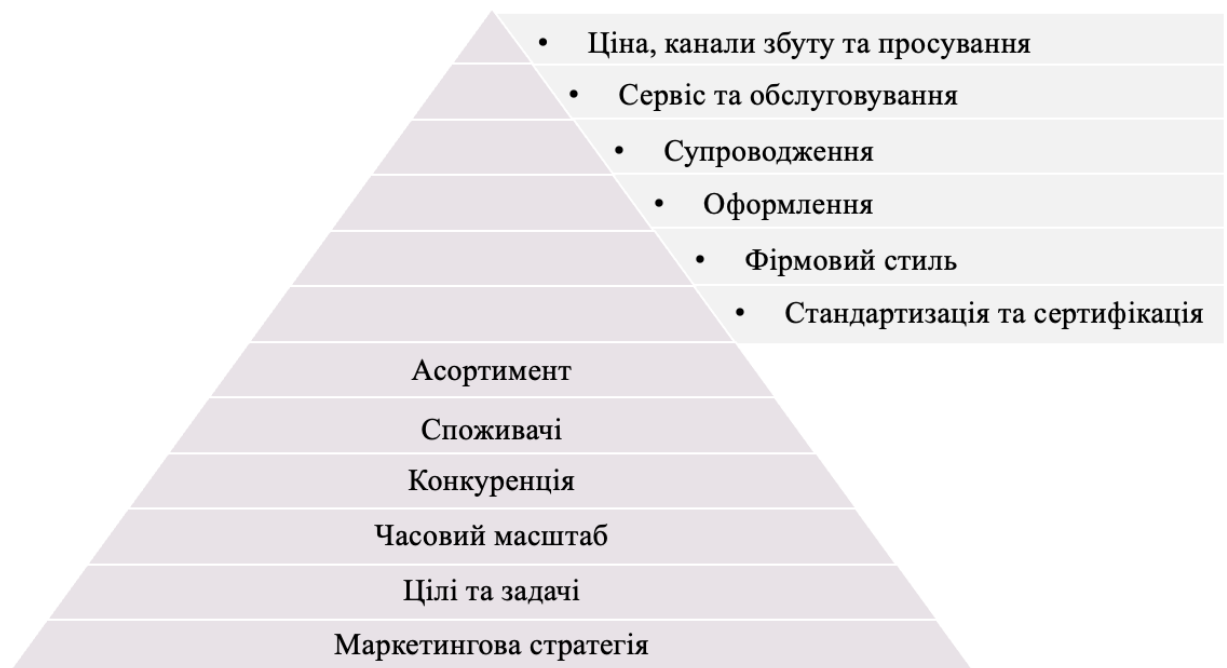 • Ціна, канали збуту та просування
• Сервіс та обслуговування
• Супроводження
• Оформлення
• Фірмовий стиль
• Стандартизація та сертифікація
Асортимент
Споживачі
Конкуренція
Часовий масштаб
Цілі та задачі
Маркетингова стратегія